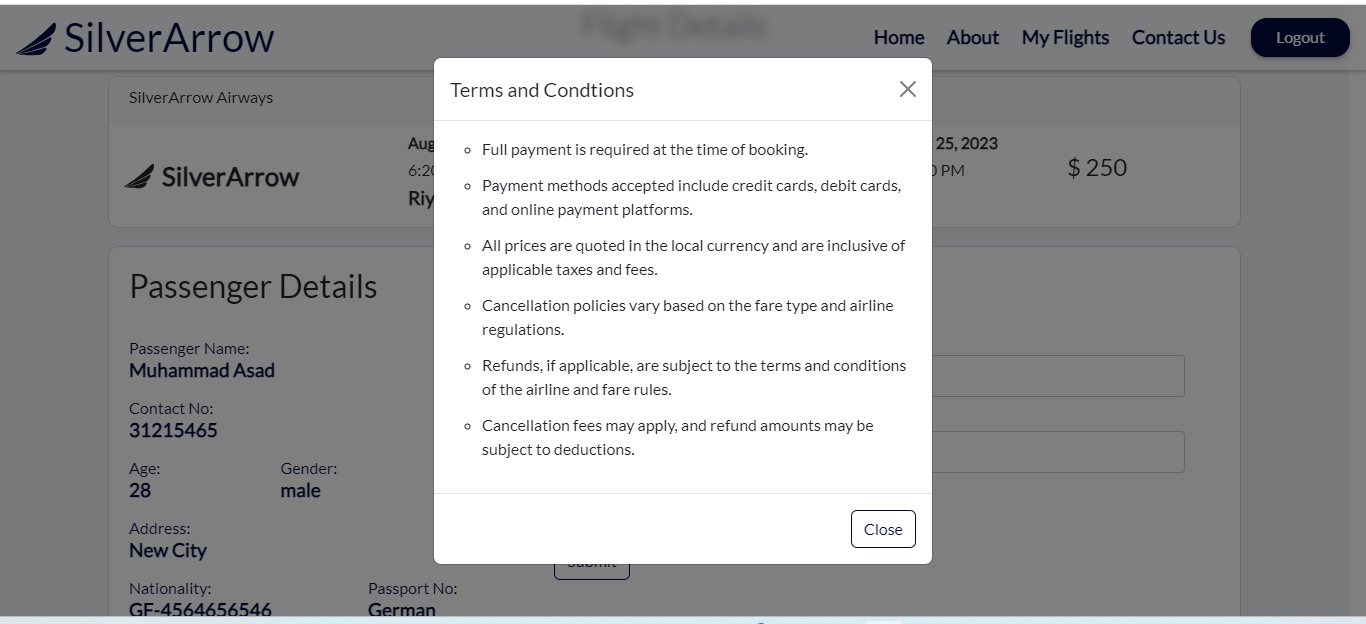 Flight Details
SilverArrow
Home About My Flights Contact Us Logout
Terms and Condtions
SilverArrow Airways
Full payment is required at the time of booking.
Payment methods accepted include credit cards, debit cards,
and online payment platforms.
All prices are quoted in the local currency and are inclusive of
applicable taxes and fees.
Cancellation policies vary based on the fare type and airline
regulations.
Refunds, if applicable, are subject to the terms and conditions
of the airline and fare rules.
Cancellation fees may apply, and refund amounts may be
subject to deductions.
Close
SilverArrow
Aug
6:20
Riy
25, 2023
PM
$ 250
Passenger Details
Passenger Name:
Muhammad Asad
Contact No:
31215465
Age: Gender:
28 male
Address:
New City
Nationality: Passport No:
GF-4564656546 German
Submit